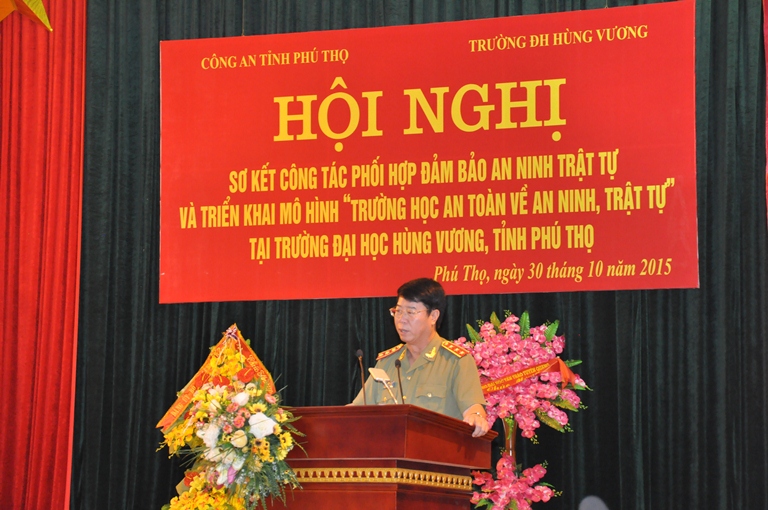 CÔNG AN TỈNH PHÚ THỌ
TRƯỜNG ĐH HÙNG VƯƠNG
HỘI NGHỊ
SƠ KẾT CÔNG TÁC PHỐI HỢP ĐẢM BẢO AN NINH TRẬT TỰ
VÀ TRIỂN KHAI MÔ HÌNH "TRƯỜNG HỌC AN TOÀN VỀ AN NINH, TRẬT TỰ"
TẠI TRƯỜNG ĐẠI HỌC HÙNG VƯƠNG, TỈNH PHÚ THỌ
Phú Thọ, ngày 30 tháng 10 năm 2015